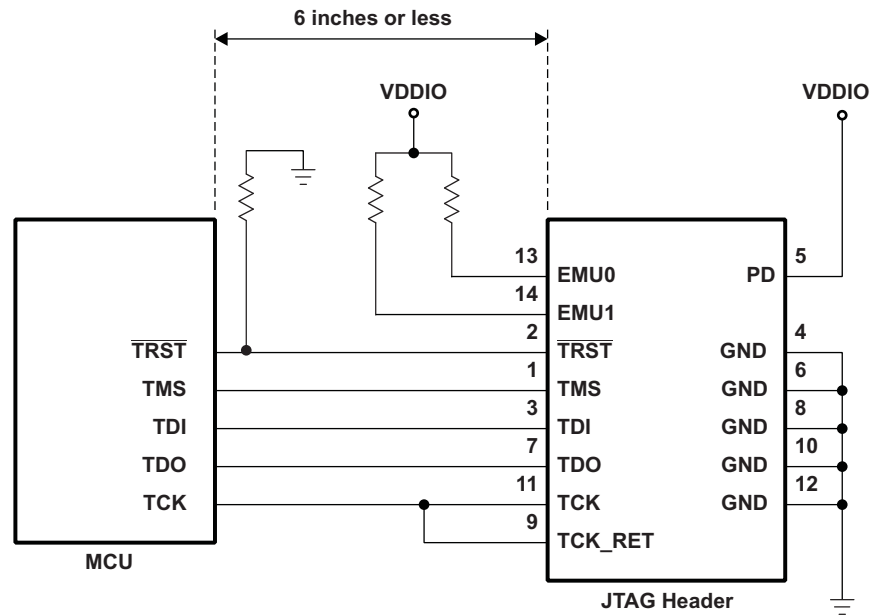 6 inches or less
VDDIO
VDDIO
13
EMU0
5
PD
14
EMU1
TRST
2
TRST
4
GND
TMS
1
TMS
6
GND
TDI
3
TDI
8
GND
TDO
7
TDO
10
GND
TCK
11
TCK
12
GND
9
TCK_RET
MCU
JTAG Header